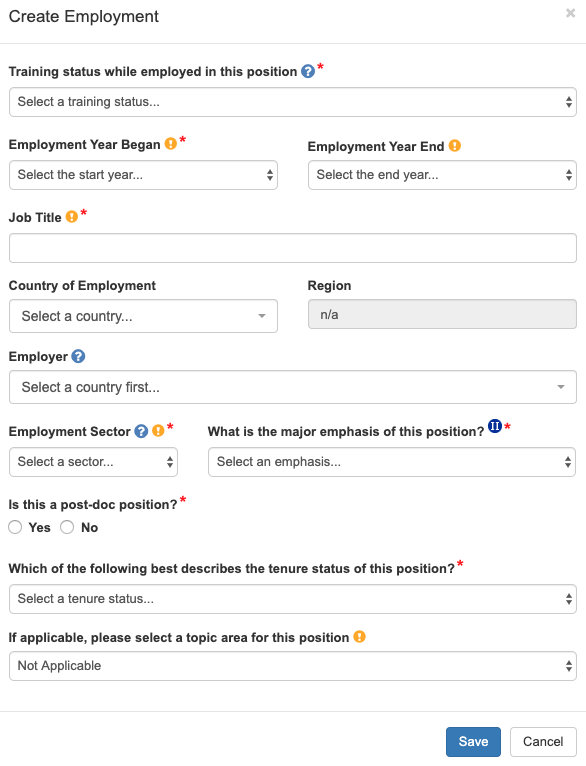 Create Employment ×
Training status while employed in this position ? *
Select a training status...
Employment Year Began ! * Employment Year End !
Select the start year... Select the end year...
Job Title ! *
Country of Employment Region
Select a country... n/a
Employer ?
Select a country first...
Employment Sector ? ! * What is the major emphasis of this position? II *
Select a sector... Select an emphasis...
Is this a post-doc position? *
Yes No
Which of the following best describes the tenure status of this position? *
Select a tenure status...
If applicable, please select a topic area for this position !
Not Applicable
Save Cancel